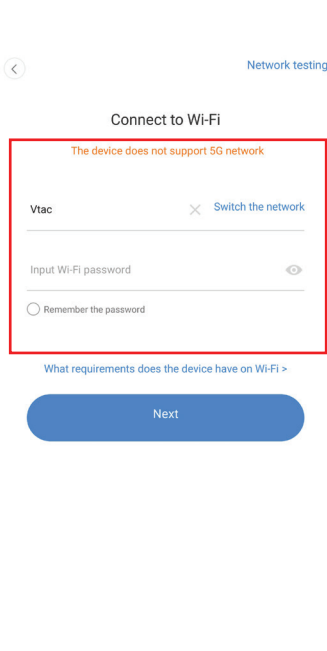 Network testing
Connect to Wi-Fi
The device does not support 5G network
Vtac
Switch the network
Input Wi-Fi password
Remember the password
What requirements does the device have on Wi-Fi >
Next